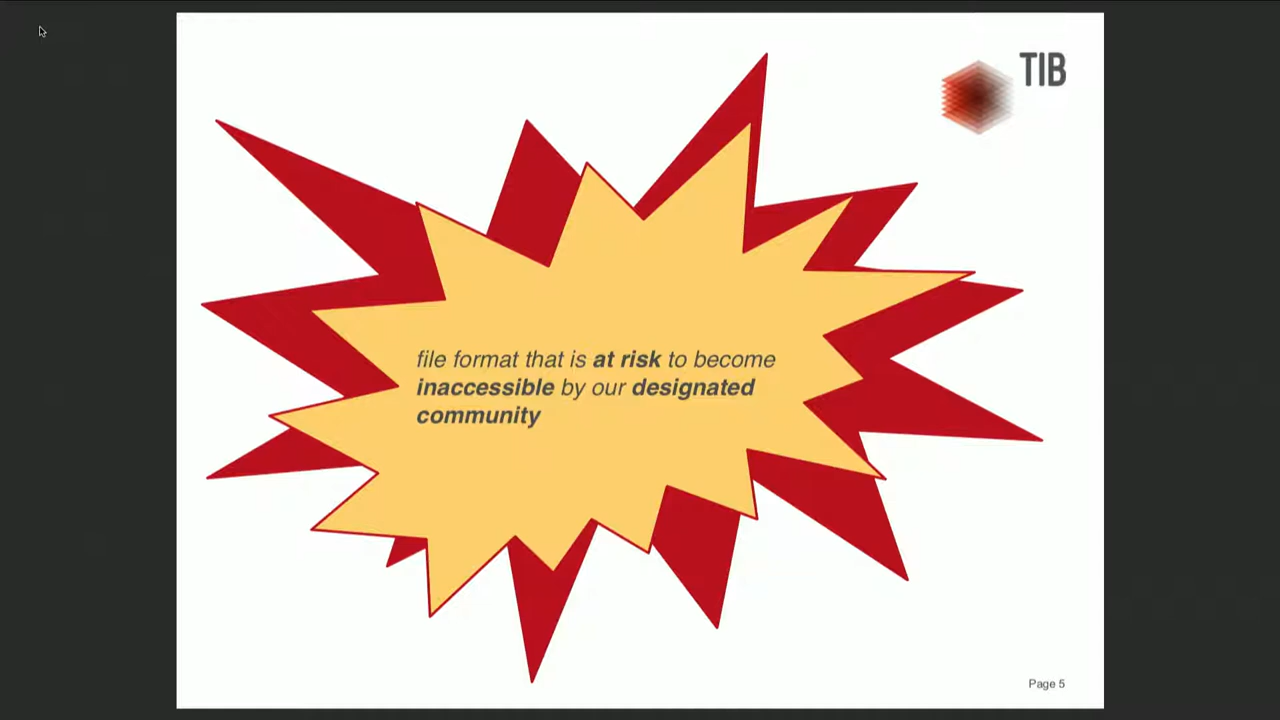 TIB
file format that is at risk to become
inaccessible by our designated
community
Page 5